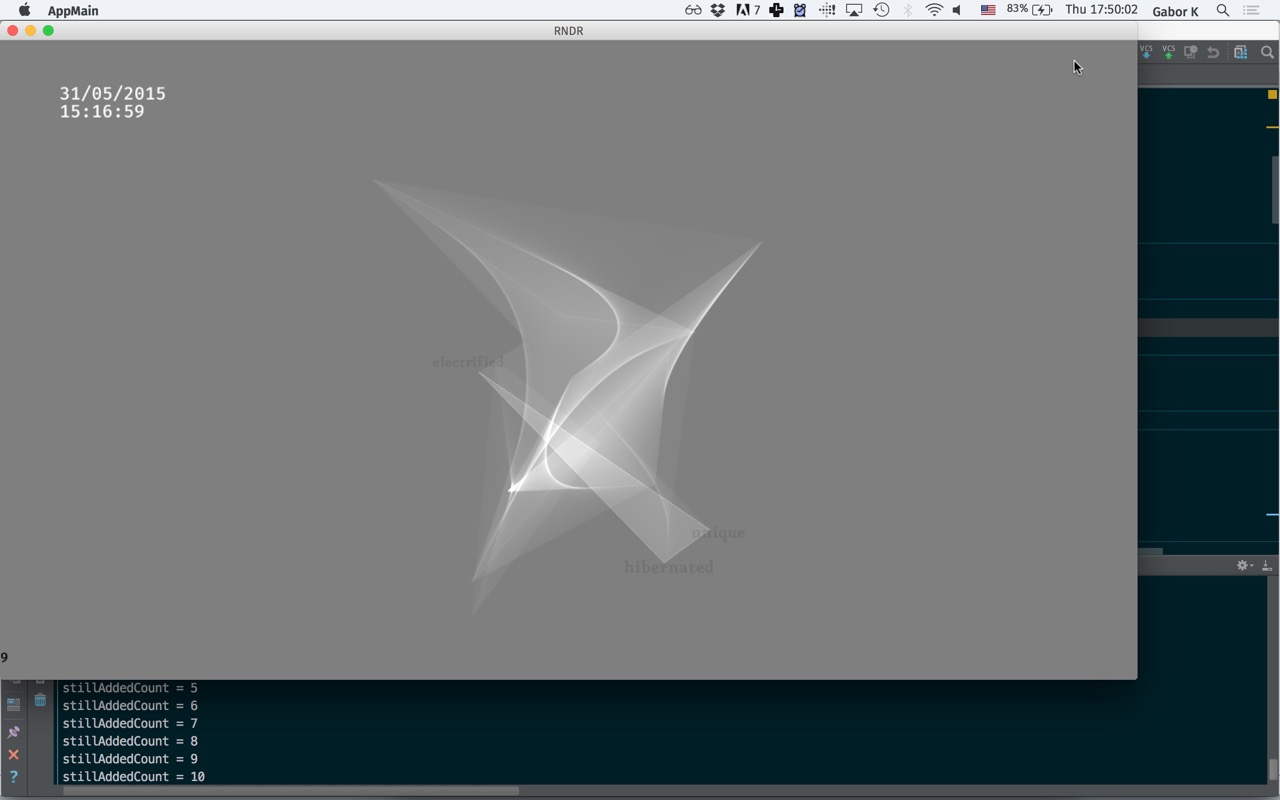 AppMain
7
83%
Thu 17:50:02
Gabor K
RNDR
VCS VCS
31/05/2015
15:16:59
electrified
unique
hibernated
9
stillAddedCount = 5
stillAddedCount = 6
stillAddedCount = 7
stillAddedCount = 8
stillAddedCount = 9
stillAddedCount = 10